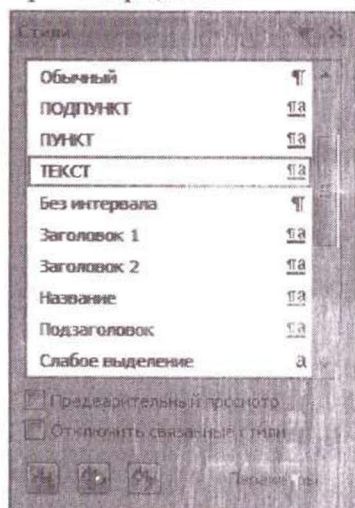 Стили
Обычный ¶
ПОДПУНКТ ¶a
ПУНКТ ¶a
ТЕКСТ ¶a
Без интервала ¶
Заголовок 1 ¶a
Заголовок 2 ¶a
Название ¶a
Подзаголовок ¶a
Слабое выделение a
Предварительный просмотр
Отключить связанные стили
Параметры